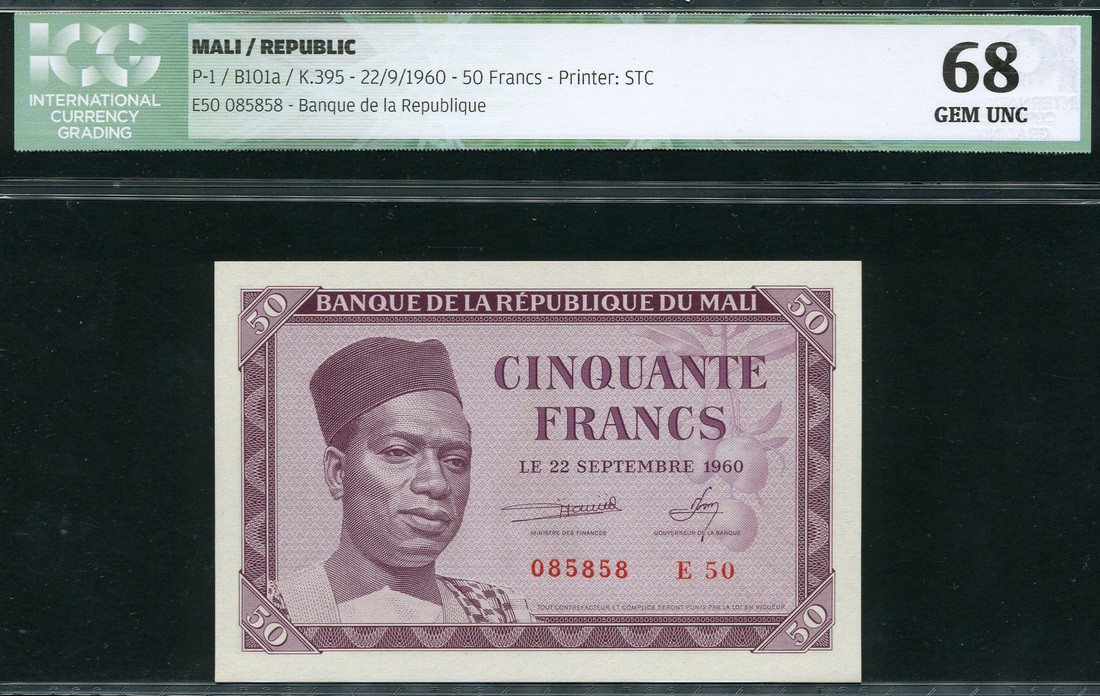 ICG
INTERNATIONAL
CURRENCY
GRADING
MALI / REPUBLIC
P-1 / B101a / K.395 - 22/9/1960 - 50 Francs - Printer: STC
E50 085858 - Banque de la Republique
68
GEM UNC
50
BANQUE DE LA RÉPUBLIQUE DU MALI
50
CINQUANTE
FRANCS
LE 22 SEPTEMBRE 1960
MINISTRE DES FINANCES
GOUVERNEUR DE LA BANQUE
085858
E 50
TOUT CONTREFACTEUR ET COMPLICE SERONT PUNIS PAR LA LOI EN VIGUEUR
50
50